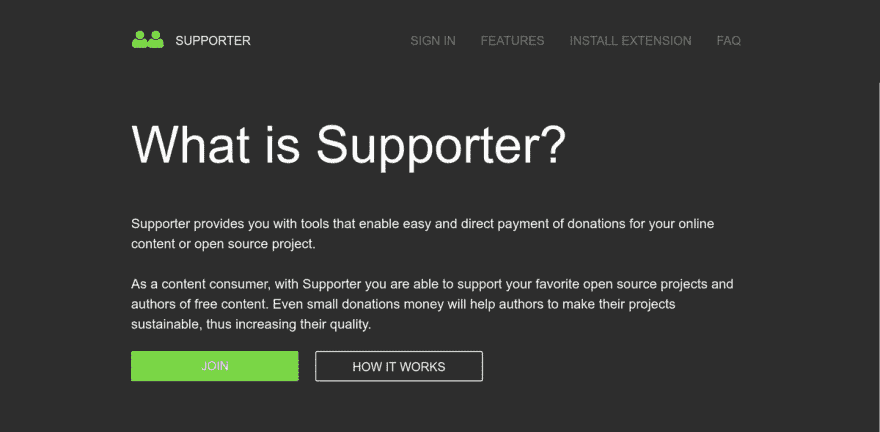 SUPPORTER
SIGN IN
FEATURES
INSTALL EXTENSION
FAQ
What is Supporter?
Supporter provides you with tools that enable easy and direct payment of donations for your online
content or open source project.
As a content consumer, with Supporter you are able to support your favorite open source projects and
authors of free content. Even small donations money will help authors to make their projects
sustainable, thus increasing their quality.
JOIN
HOW IT WORKS